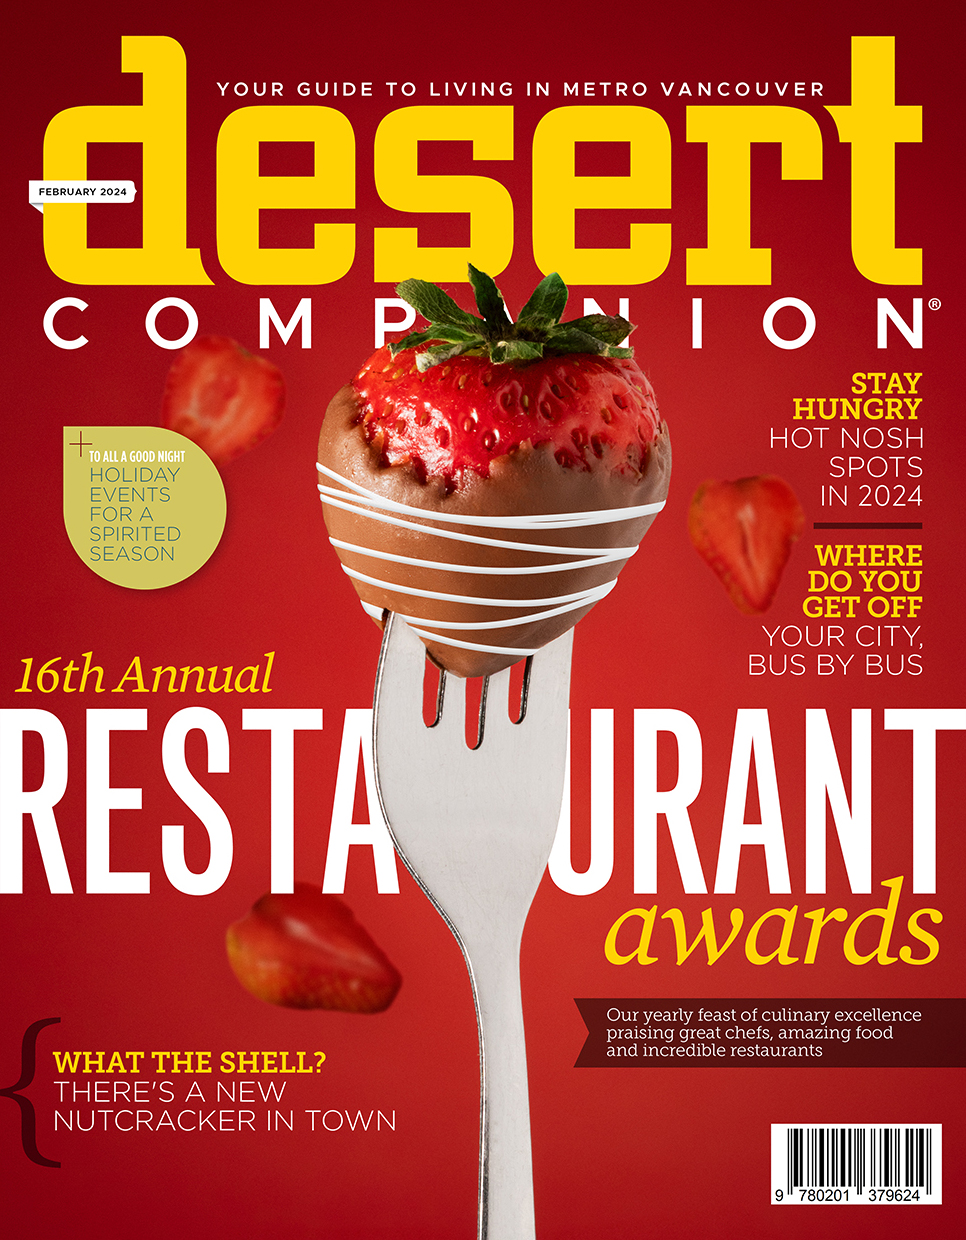 YOUR GUIDE TO LIVING IN METRO VANCOUVER
desert
FEBRUARY 2024
COMPANION®
STAY
HUNGRY
HOT NOSH
SPOTS
IN 2024
+
TO ALL A GOOD NIGHT
HOLIDAY
EVENTS
FOR A
SPIRITED
SEASON
WHERE
DO YOU
GET OFF
YOUR CITY,
BUS BY BUS
16th Annual
RESTAURANT
awards
Our yearly feast of culinary excellence
praising great chefs, amazing food
and incredible restaurants
{
WHAT THE SHELL?
THERE'S A NEW
NUTCRACKER IN TOWN
9 780201 379624